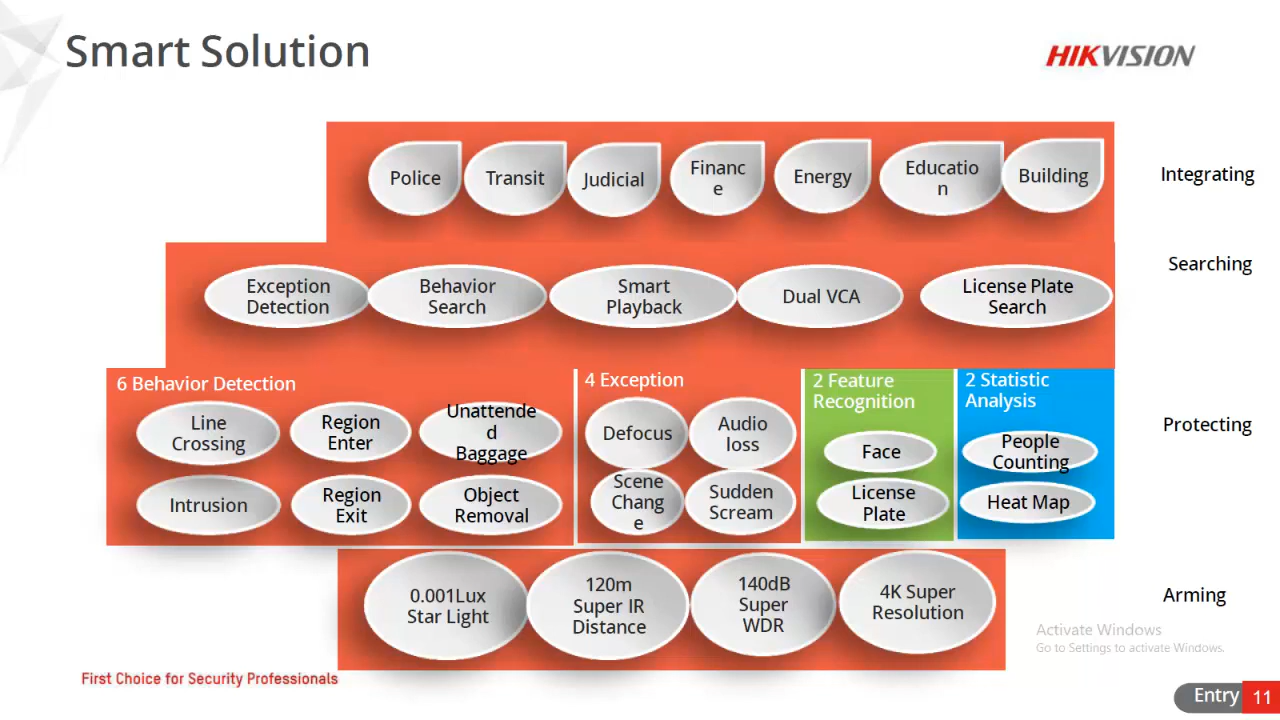 Smart Solution
HIKVISION
Police
Transit
Judicial
Financ
e
Energy
Educatio
n
Building
Integrating
Exception
Detection
Behavior
Search
Smart
Playback
Dual VCA
License Plate
Search
Searching
6 Behavior Detection
Line
Crossing
Region
Enter
Unattende
d
Baggage
Intrusion
Region
Exit
Object
Removal
4 Exception
Defocus
Audio
loss
Scene
Chang
e
Sudden
Scream
2 Feature
Recognition
Face
License
Plate
2 Statistic
Analysis
People
Counting
Heat Map
Protecting
0.001Lux
Star Light
120m
Super IR
Distance
140dB
Super
WDR
4K Super
Resolution
Arming
Activate Windows
Go to Settings to activate Windows.
First Choice for Security Professionals
Entry 11